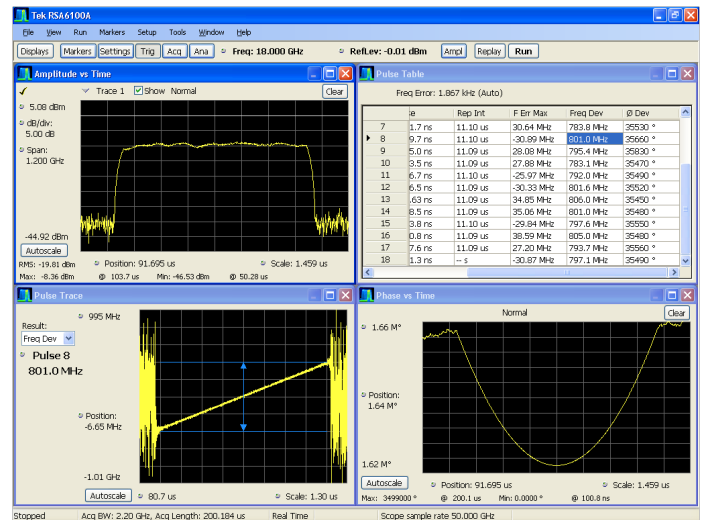 Tek RSA6100A
File View Run Markers Setup Tools Window Help
Displays Markers Settings Trig Acq Ana Freq: 18.000 GHz RefLev: -0.01 dBm Ampl Replay Run
Amplitude vs Time
Trace 1 Show Normal Clear
5.08 dBm
dB/div:
5.00 dB
Span:
1.200 GHz
-44.92 dBm
Autoscale
RMS: -19.81 dBm Position: 91.695 us Scale: 1.459 us
Max: -8.36 dBm @ 103.7 us Min: -46.53 dBm @ 50.28 us
Pulse Table
Freq Error: 1.867 kHz (Auto)
Rep Int F Err Max Freq Dev Ø Dev
7 1.7 ns 11.10 us 30.64 MHz 783.8 MHz 35530 °
8 9.7 ns 11.10 us -30.89 MHz 801.0 MHz 35660 °
9 5.0 ns 11.09 us 28.08 MHz 795.4 MHz 35830 °
10 3.5 ns 11.09 us 27.88 MHz 783.1 MHz 35470 °
11 6.7 ns 11.10 us -25.97 MHz 792.0 MHz 35490 °
12 6.5 ns 11.09 us -30.33 MHz 801.6 MHz 35520 °
13 .63 ns 11.09 us 34.85 MHz 806.0 MHz 35450 °
14 8.5 ns 11.09 us 35.06 MHz 801.0 MHz 35480 °
15 3.8 ns 11.10 us -29.84 MHz 797.6 MHz 35550 °
16 0.8 ns 11.09 us 38.59 MHz 805.0 MHz 35480 °
17 7.6 ns 11.09 us 27.20 MHz 793.7 MHz 35560 °
18 1.3 ns -- s -30.87 MHz 797.1 MHz 35490 °
Pulse Trace
Result:
Freq Dev
Pulse 8
801.0 MHz
995 MHz
Position:
-6.65 MHz
-1.01 GHz
Autoscale 80.7 us Scale: 1.30 us
Phase vs Time
Normal Clear
1.66 M°
Position:
1.64 M°
1.62 M°
Autoscale Position: 91.695 us Scale: 1.459 us
Max: 3499000 ° @ 200.1 us Min: 0.0000 ° @ 100.8 ns
Stopped Acq BW: 2.20 GHz, Acq Length: 200.184 us Real Time Scope sample rate 50.000 GHz